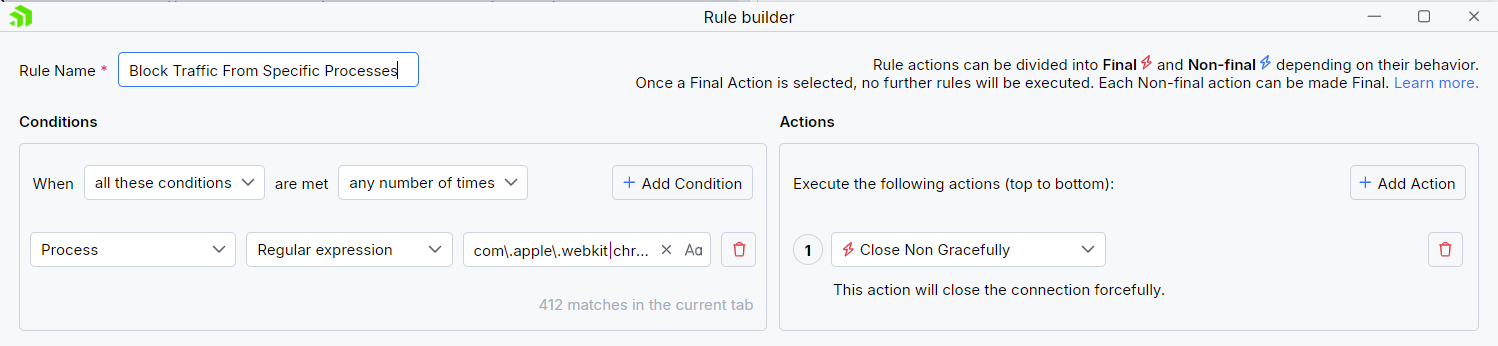 Rule builder
Rule Name * Block Traffic From Specific Processes
Rule actions can be divided into Final and Non-final depending on their behavior.
Once a Final Action is selected, no further rules will be executed. Each Non-final action can be made Final. Learn more.
Conditions
When all these conditions are met any number of times + Add Condition
Process Regular expression com\.apple\.webkit|chr... Aa
412 matches in the current tab
Actions
Execute the following actions (top to bottom): + Add Action
1 Close Non Gracefully
This action will close the connection forcefully.